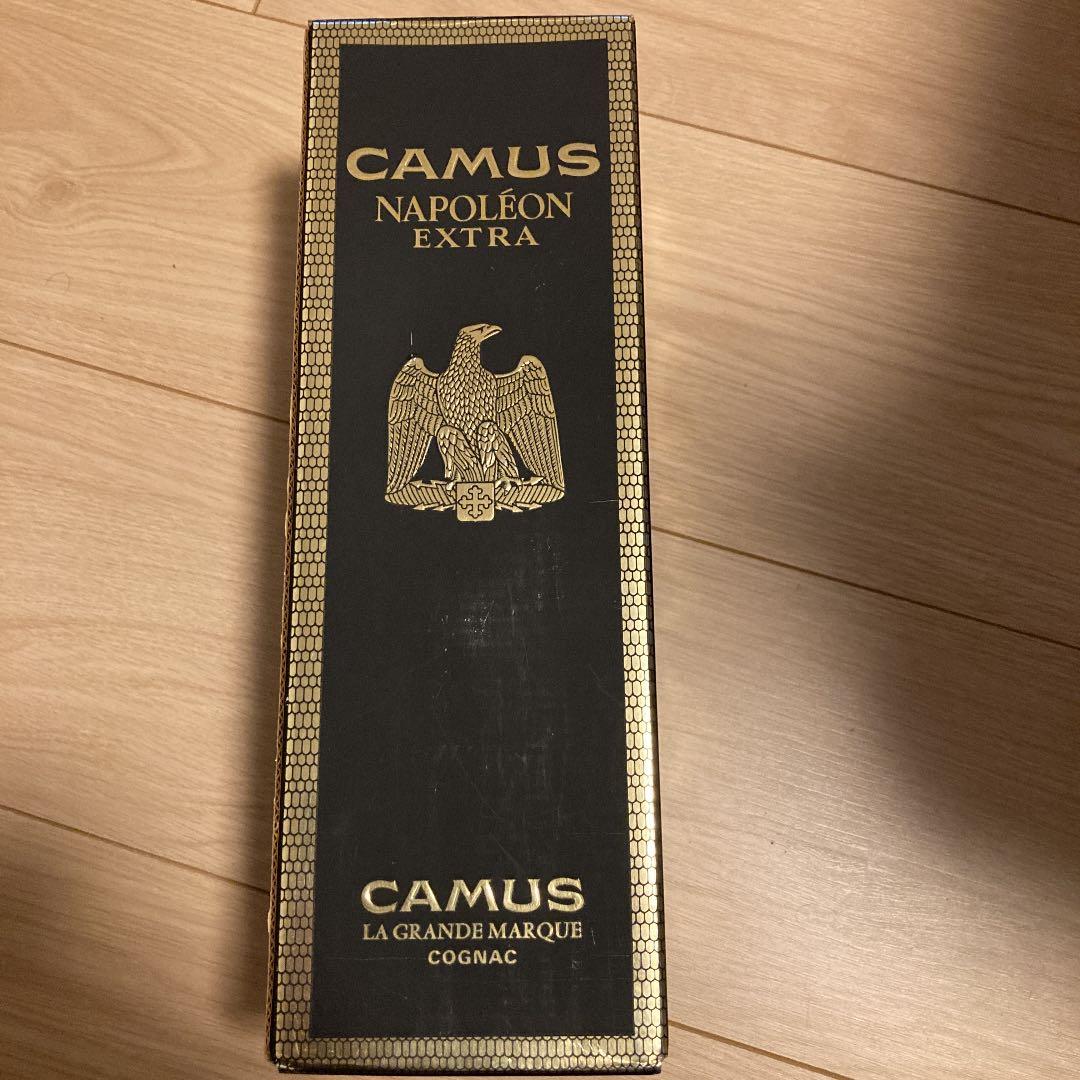 CAMUS
NAPOLÉON
EXTRA
CAMUS
LA GRANDE MARQUE
COGNAC